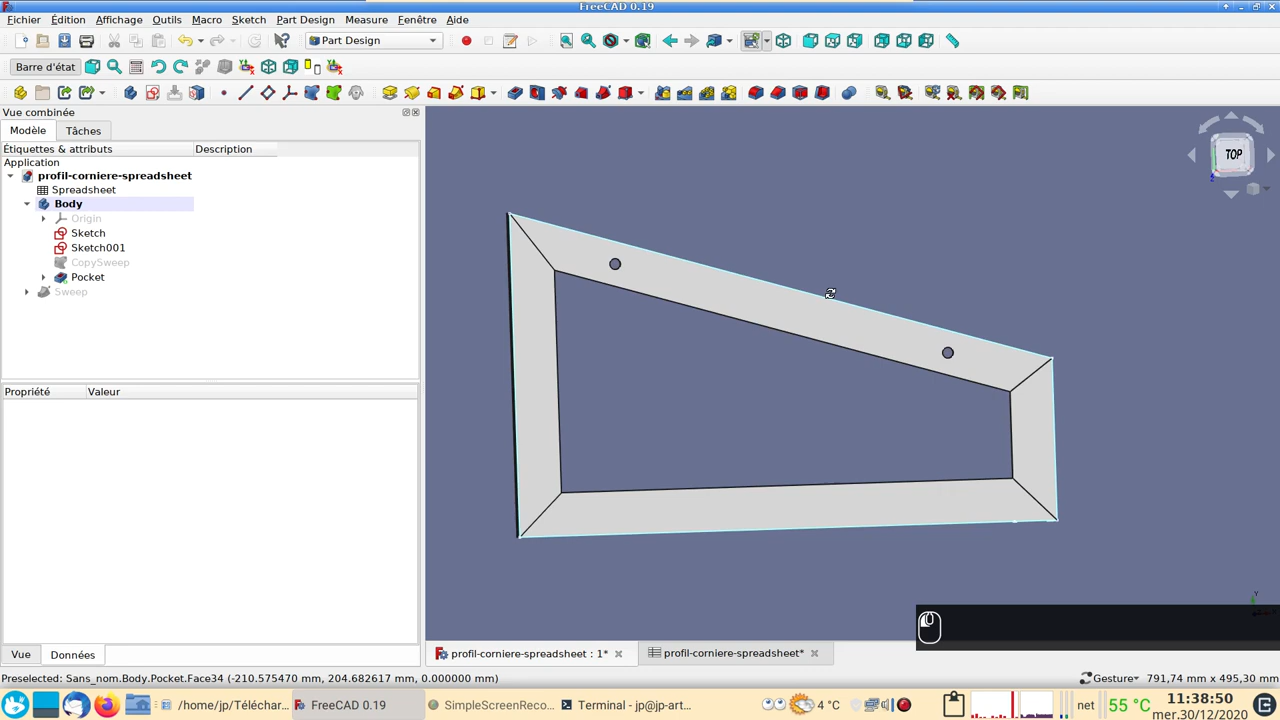 FreeCAD 0.19
Fichier Édition Affichage Outils Macro Sketch Part Design Measure Fenêtre Aide
Part Design
Barre d'état
Vue combinée
Modèle Tâches
Étiquettes & attributs Description
Application
profil-corniere-spreadsheet
Spreadsheet
Body
Origin
Sketch
Sketch001
CopySweep
Pocket
Sweep
TOP
Propriété Valeur
Y
Vue Données
profil-corniere-spreadsheet : 1* profil-corniere-spreadsheet*
Preselected: Sans_nom.Body.Pocket.Face34 (-210.575470 mm, 204.682617 mm, 0.000000 mm) Gesture 791,74 mm x 495,30 mm
/home/jp/Téléchar... FreeCAD 0.19 SimpleScreenReco... Terminal - jp@jp-art... 4 °C net 55 °C 11:38:50
mer.30/12/2020